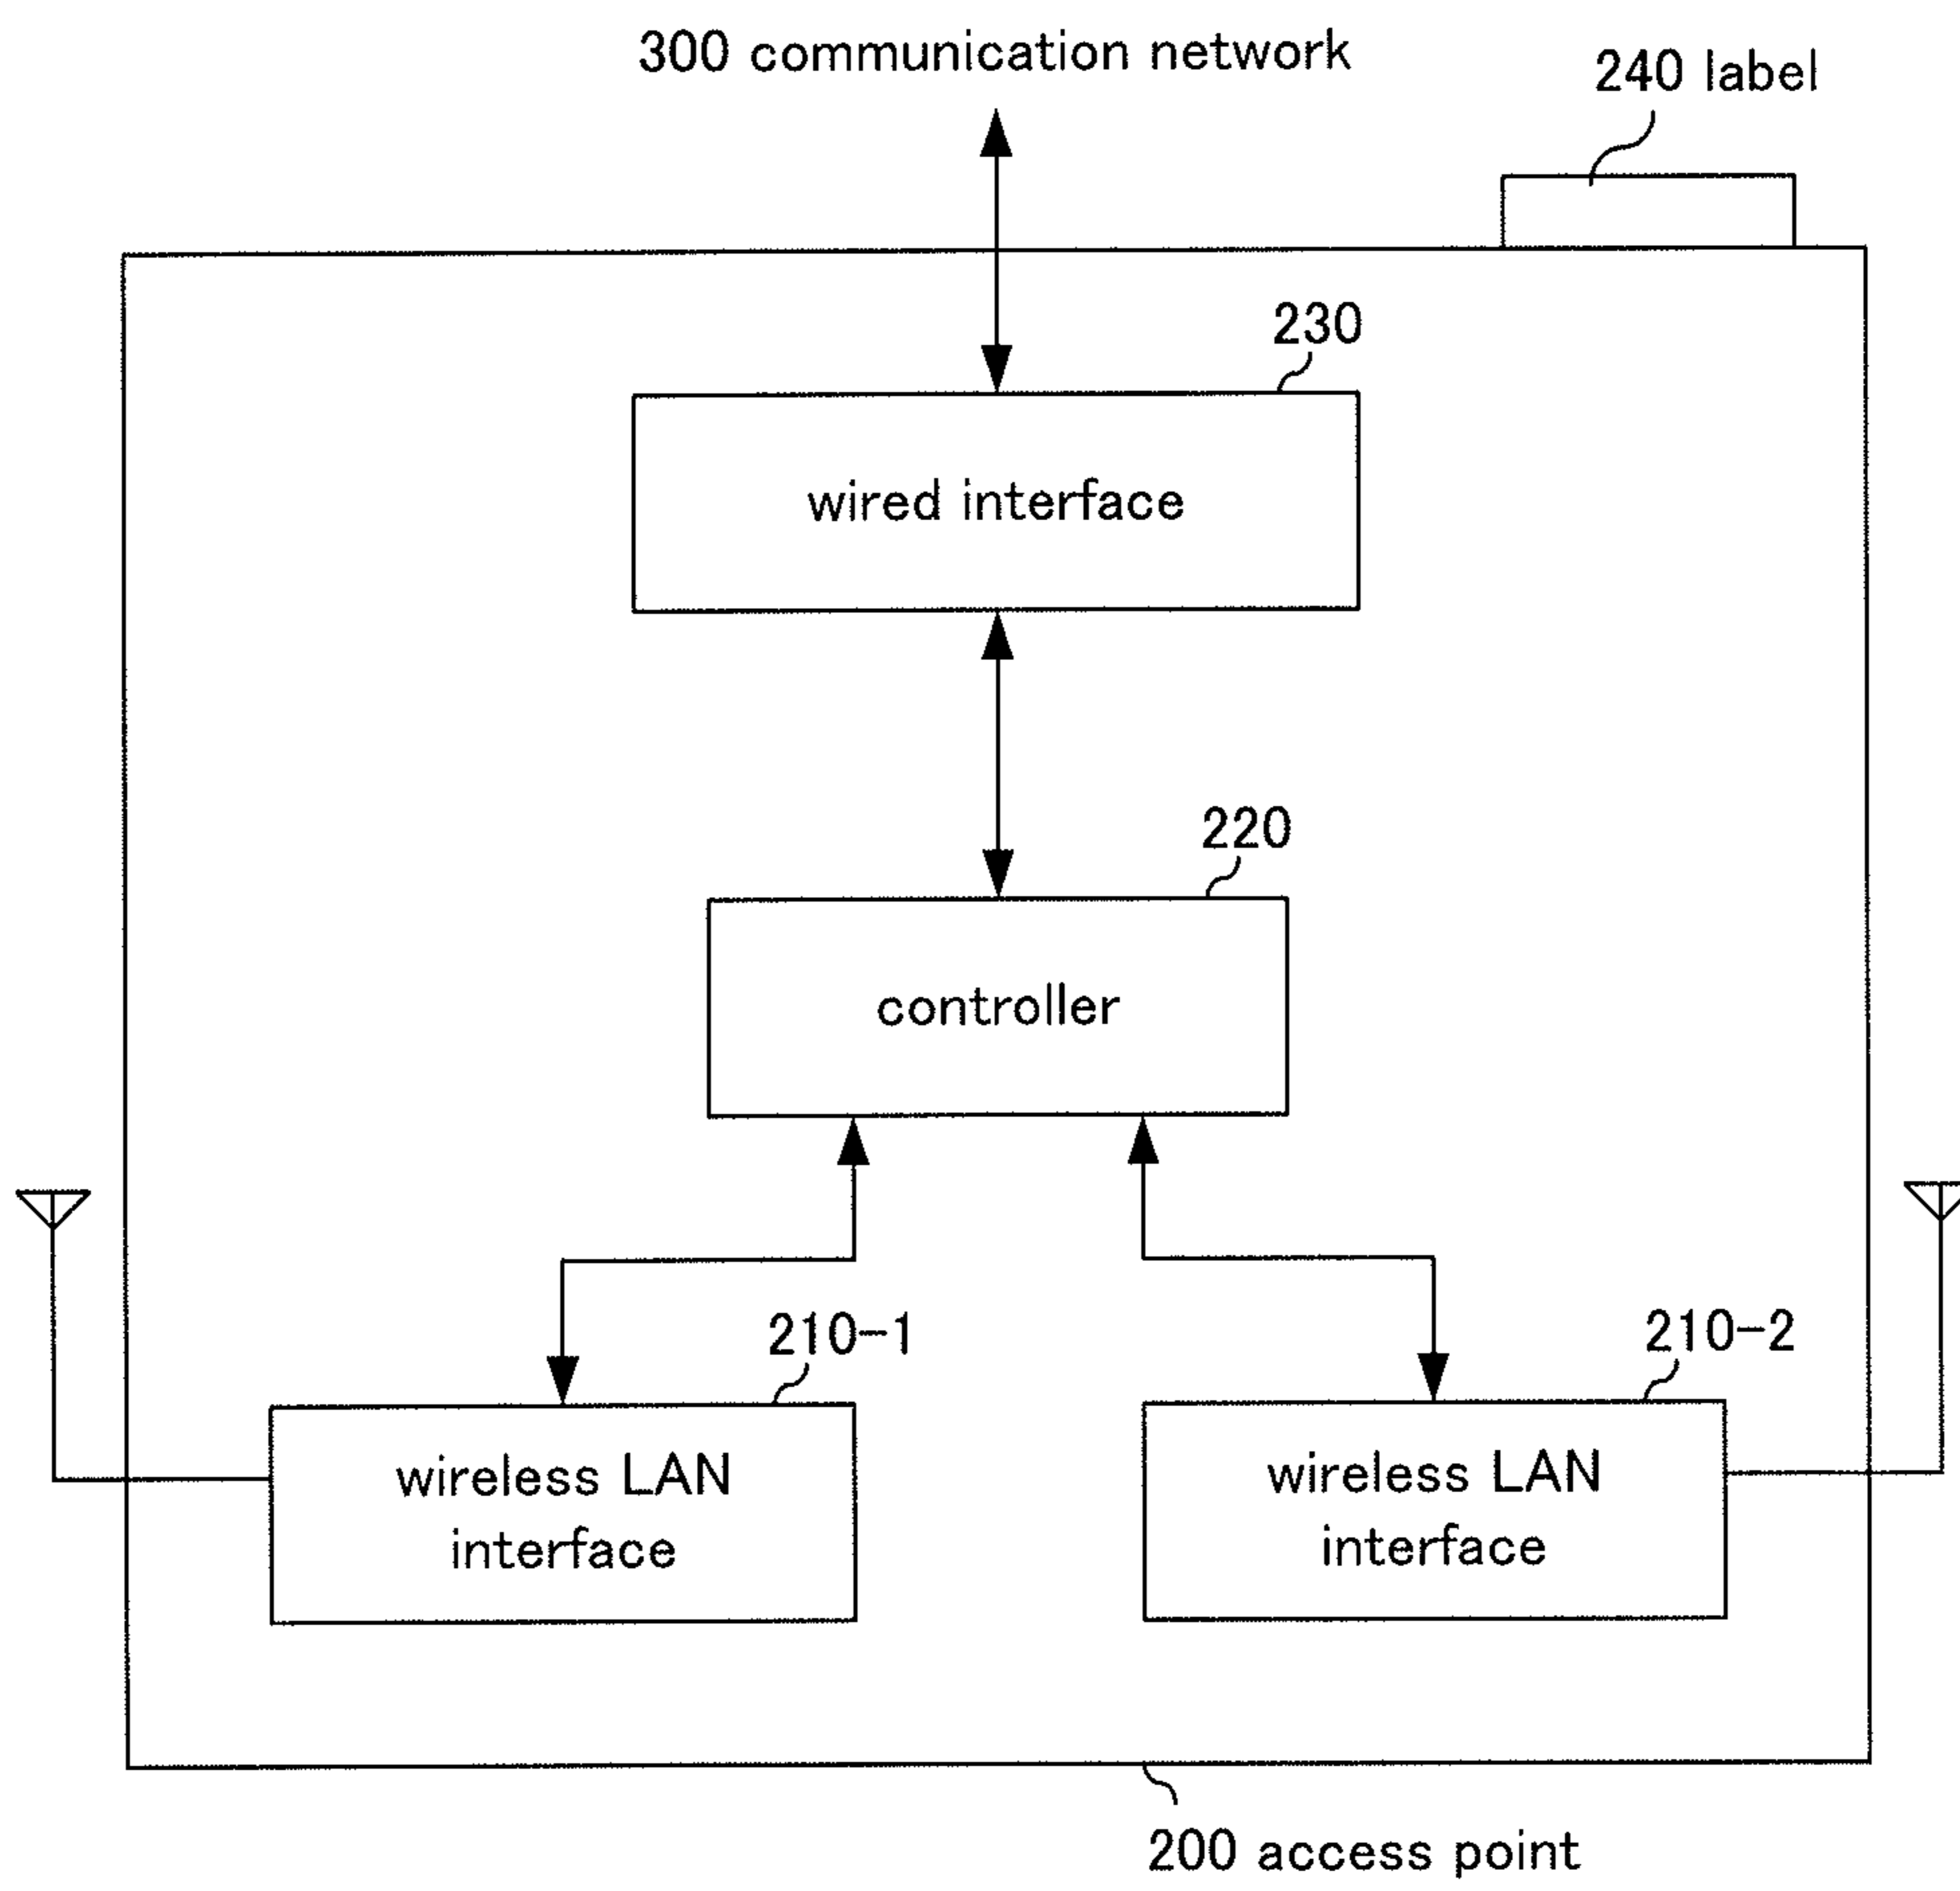 300 communication network
240 label
230
wired interface
220
controller
210-1
210-2
wireless LAN
interface
wireless LAN
interface
200 access point